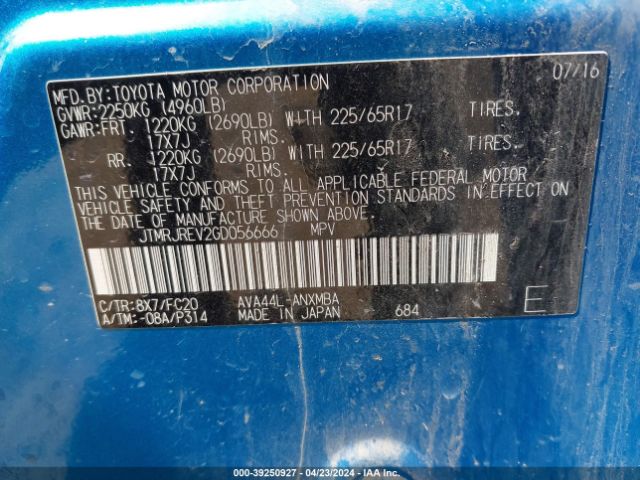 MFD.BY:TOYOTA MOTOR CORPORATION 07/16
GVWR:2250KG (4960LB)
GAWR:FRT. 1220KG (2690LB) WITH 225/65R17 TIRES,
17X7J RIMS.
RR. 1220KG (2690LB) WITH 225/65R17 TIRES,
17X7J RIMS.
THIS VEHICLE CONFORMS TO ALL APPLICABLE FEDERAL MOTOR
VEHICLE SAFETY AND THEFT PREVENTION STANDARDS IN EFFECT ON
THE DATE OF MANUFACTURE SHOWN ABOVE.
JTMRJREV2GD056666 MPV
C/TR:8X7/FC20 AVA44L-ANXMBA
A/TM:-08A/P314 MADE IN JAPAN 684 E
000-39250927 - 04/23/2024 - IAA Inc.